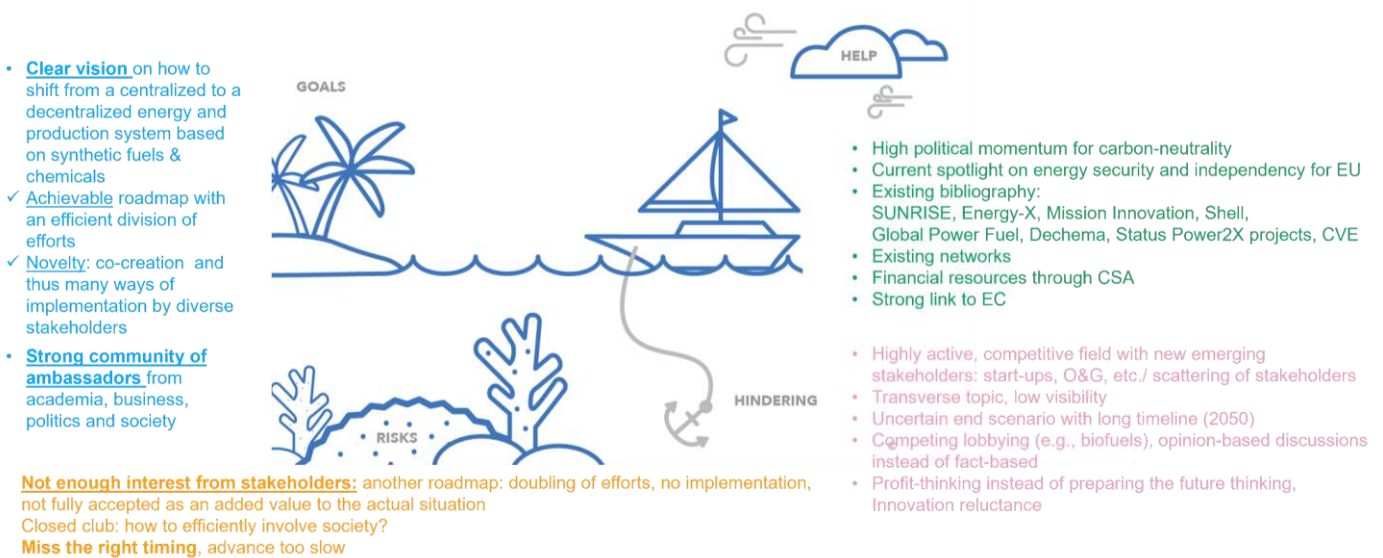 HELP
GOALS
• Clear vision on how to
shift from a centralized to a
decentralized energy and
production system based
on synthetic fuels &
chemicals
✓ Achievable roadmap with
an efficient division of
efforts
✓ Novelty: co-creation and
thus many ways of
implementation by diverse
stakeholders
• Strong community of
ambassadors from
academia, business,
politics and society
• High political momentum for carbon-neutrality
• Current spotlight on energy security and independency for EU
• Existing bibliography:
SUNRISE, Energy-X, Mission Innovation, Shell,
Global Power Fuel, Dechema, Status Power2X projects, CVE
• Existing networks
• Financial resources through CSA
• Strong link to EC
• Highly active, competitive field with new emerging
stakeholders: start-ups, O&G, etc./ scattering of stakeholders
• Transverse topic, low visibility
• Uncertain end scenario with long timeline (2050)
• Competing lobbying (e.g., biofuels), opinion-based discussions
instead of fact-based
• Profit-thinking instead of preparing the future thinking,
Innovation reluctance
HINDERING
RISKS
Not enough interest from stakeholders: another roadmap: doubling of efforts, no implementation,
not fully accepted as an added value to the actual situation
Closed club: how to efficiently involve society?
Miss the right timing, advance too slow